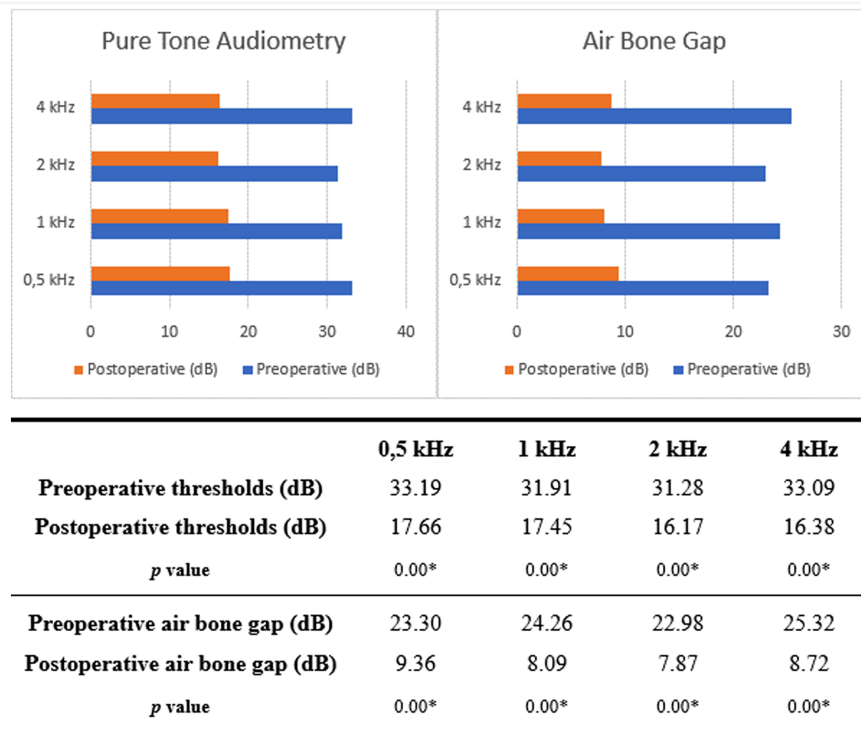 Pure Tone Audiometry
4 kHz
2 kHz
1 kHz
0,5 kHz
0 10 20 30 40
Postoperative (dB) Preoperative (dB)
Air Bone Gap
4 kHz
2 kHz
1 kHz
0,5 kHz
0 10 20 30
Postoperative (dB) Preoperative (dB)
0,5 kHz 1 kHz 2 kHz 4 kHz
Preoperative thresholds (dB) 33.19 31.91 31.28 33.09
Postoperative thresholds (dB) 17.66 17.45 16.17 16.38
p value 0.00* 0.00* 0.00* 0.00*
Preoperative air bone gap (dB) 23.30 24.26 22.98 25.32
Postoperative air bone gap (dB) 9.36 8.09 7.87 8.72
p value 0.00* 0.00* 0.00* 0.00*